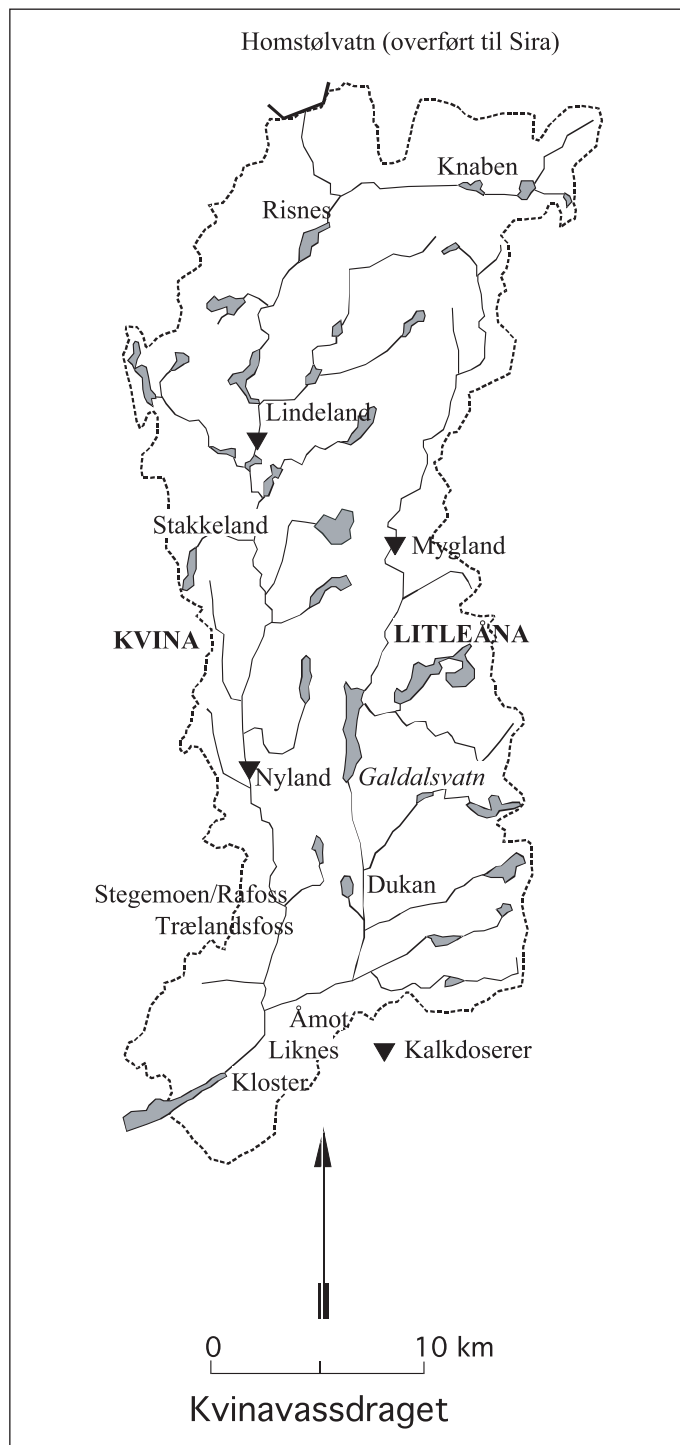 Homstølvatn (overført til Sira)
Knaben
Risnes
Lindeland
Stakkeland
Mygland
KVINA
LITLEÅNA
Nyland
Galdalsvatn
Dukan
Stegemoen/Rafoss
Trælandsfoss
Åmot
Liknes
Kalkdoserer
Kloster
0
10 km
Kvinavassdraget